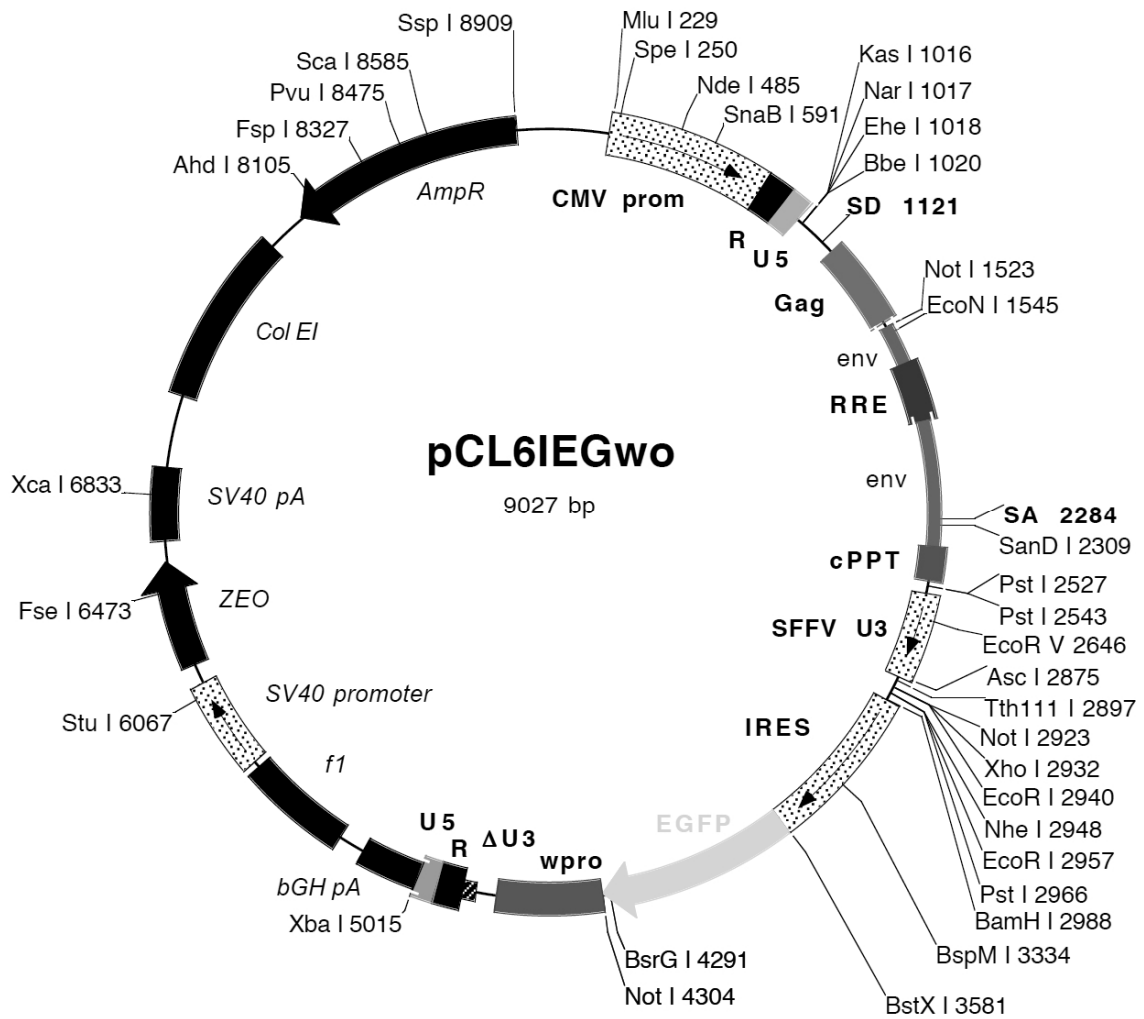 Ssp I 8909
Sca I 8585
Pvu I 8475
Fsp I 8327
Ahd I 8105
AmpR
Mlu I 229
Spe I 250
Nde I 485
SnaB I 591
CMV prom
R
U5
Kas I 1016
Nar I 1017
Ehe I 1018
Bbe I 1020
SD 1121
Gag
Not I 1523
EcoN I 1545
env
RRE
env
Col EI
pCL6IEGwo
9027 bp
Xca I 6833
SV40 pA
SA 2284
SanD I 2309
cPPT
Pst I 2527
Pst I 2543
SFFV U3
EcoR V 2646
Asc I 2875
Tth111 I 2897
Not I 2923
Xho I 2932
EcoR I 2940
Nhe I 2948
EcoR I 2957
Pst I 2966
BamH I 2988
BspM I 3334
BstX I 3581
IRES
EGFP
Fse I 6473
ZEO
SV40 promoter
Stu I 6067
f1
U5
R
ΔU3
wpro
bGH pA
Xba I 5015
BsrG I 4291
Not I 4304